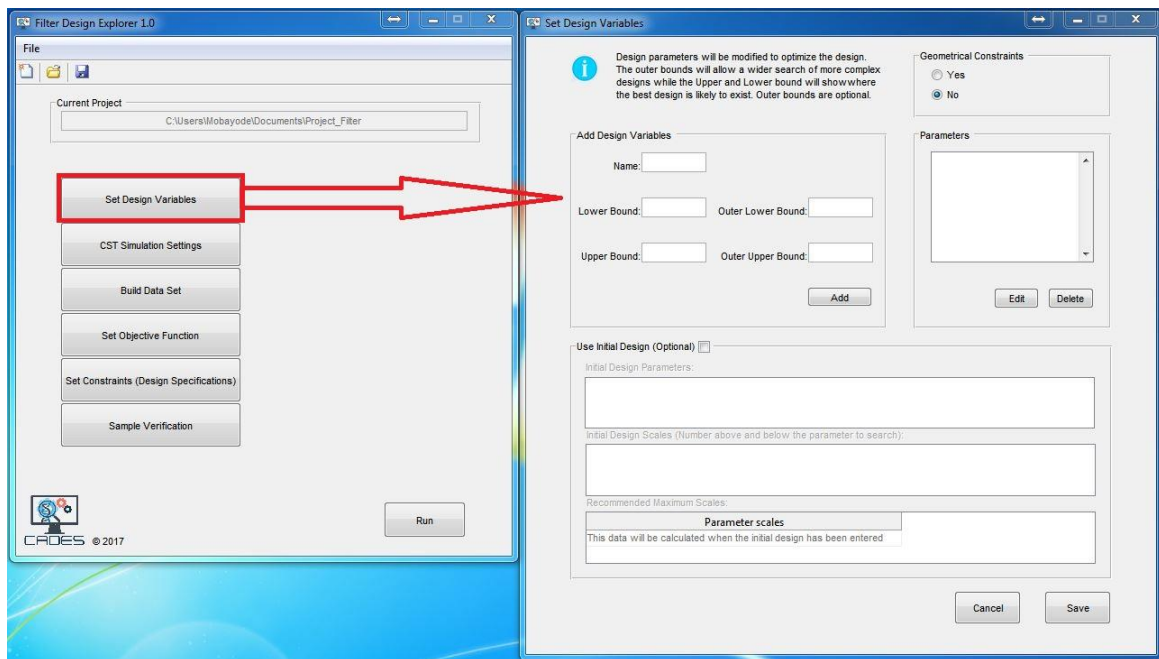 Filter Design Explorer 1.0
File
Current Project
C:\Users\Mobayode\Documents\Project_Filter
Set Design Variables
CST Simulation Settings
Build Data Set
Set Objective Function
Set Constraints (Design Specifications)
Sample Verification
Run
CADES © 2017
Set Design Variables
Design parameters will be modified to optimize the design.
The outer bounds will allow a wider search of more complex
designs while the Upper and Lower bound will show where
the best design is likely to exist. Outer bounds are optional.
Geometrical Constraints
Yes
No
Add Design Variables
Name:
Lower Bound: Outer Lower Bound:
Upper Bound: Outer Upper Bound:
Add
Parameters
Edit Delete
Use Initial Design (Optional)
Initial Design Parameters:
Initial Design Scales (Number above and below the parameter to search):
Recommended Maximum Scales:
Parameter scales
This data will be calculated when the initial design has been entered
Cancel Save